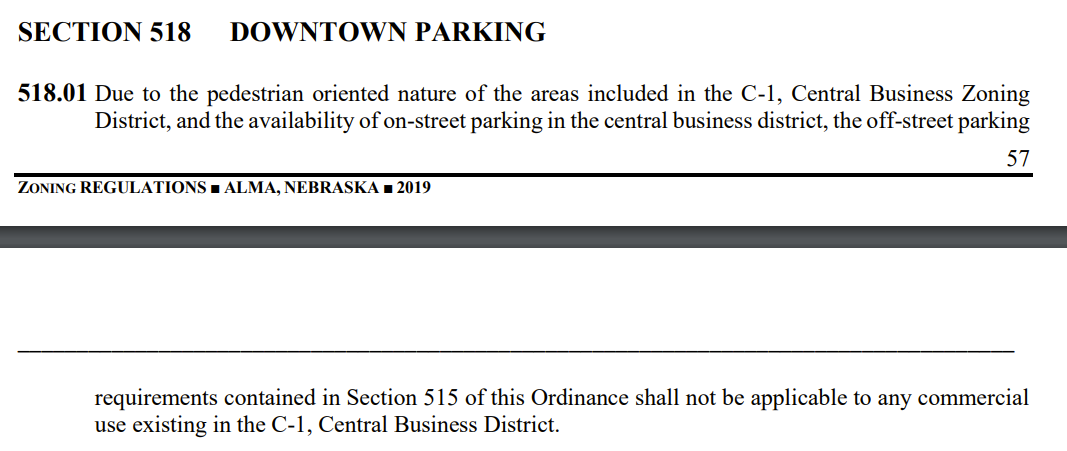 SECTION 518 DOWNTOWN PARKING
518.01 Due to the pedestrian oriented nature of the areas included in the C-1, Central Business Zoning
District, and the availability of on-street parking in the central business district, the off-street parking
57
ZONING REGULATIONS ■ ALMA, NEBRASKA ■ 2019
requirements contained in Section 515 of this Ordinance shall not be applicable to any commercial
use existing in the C-1, Central Business District.